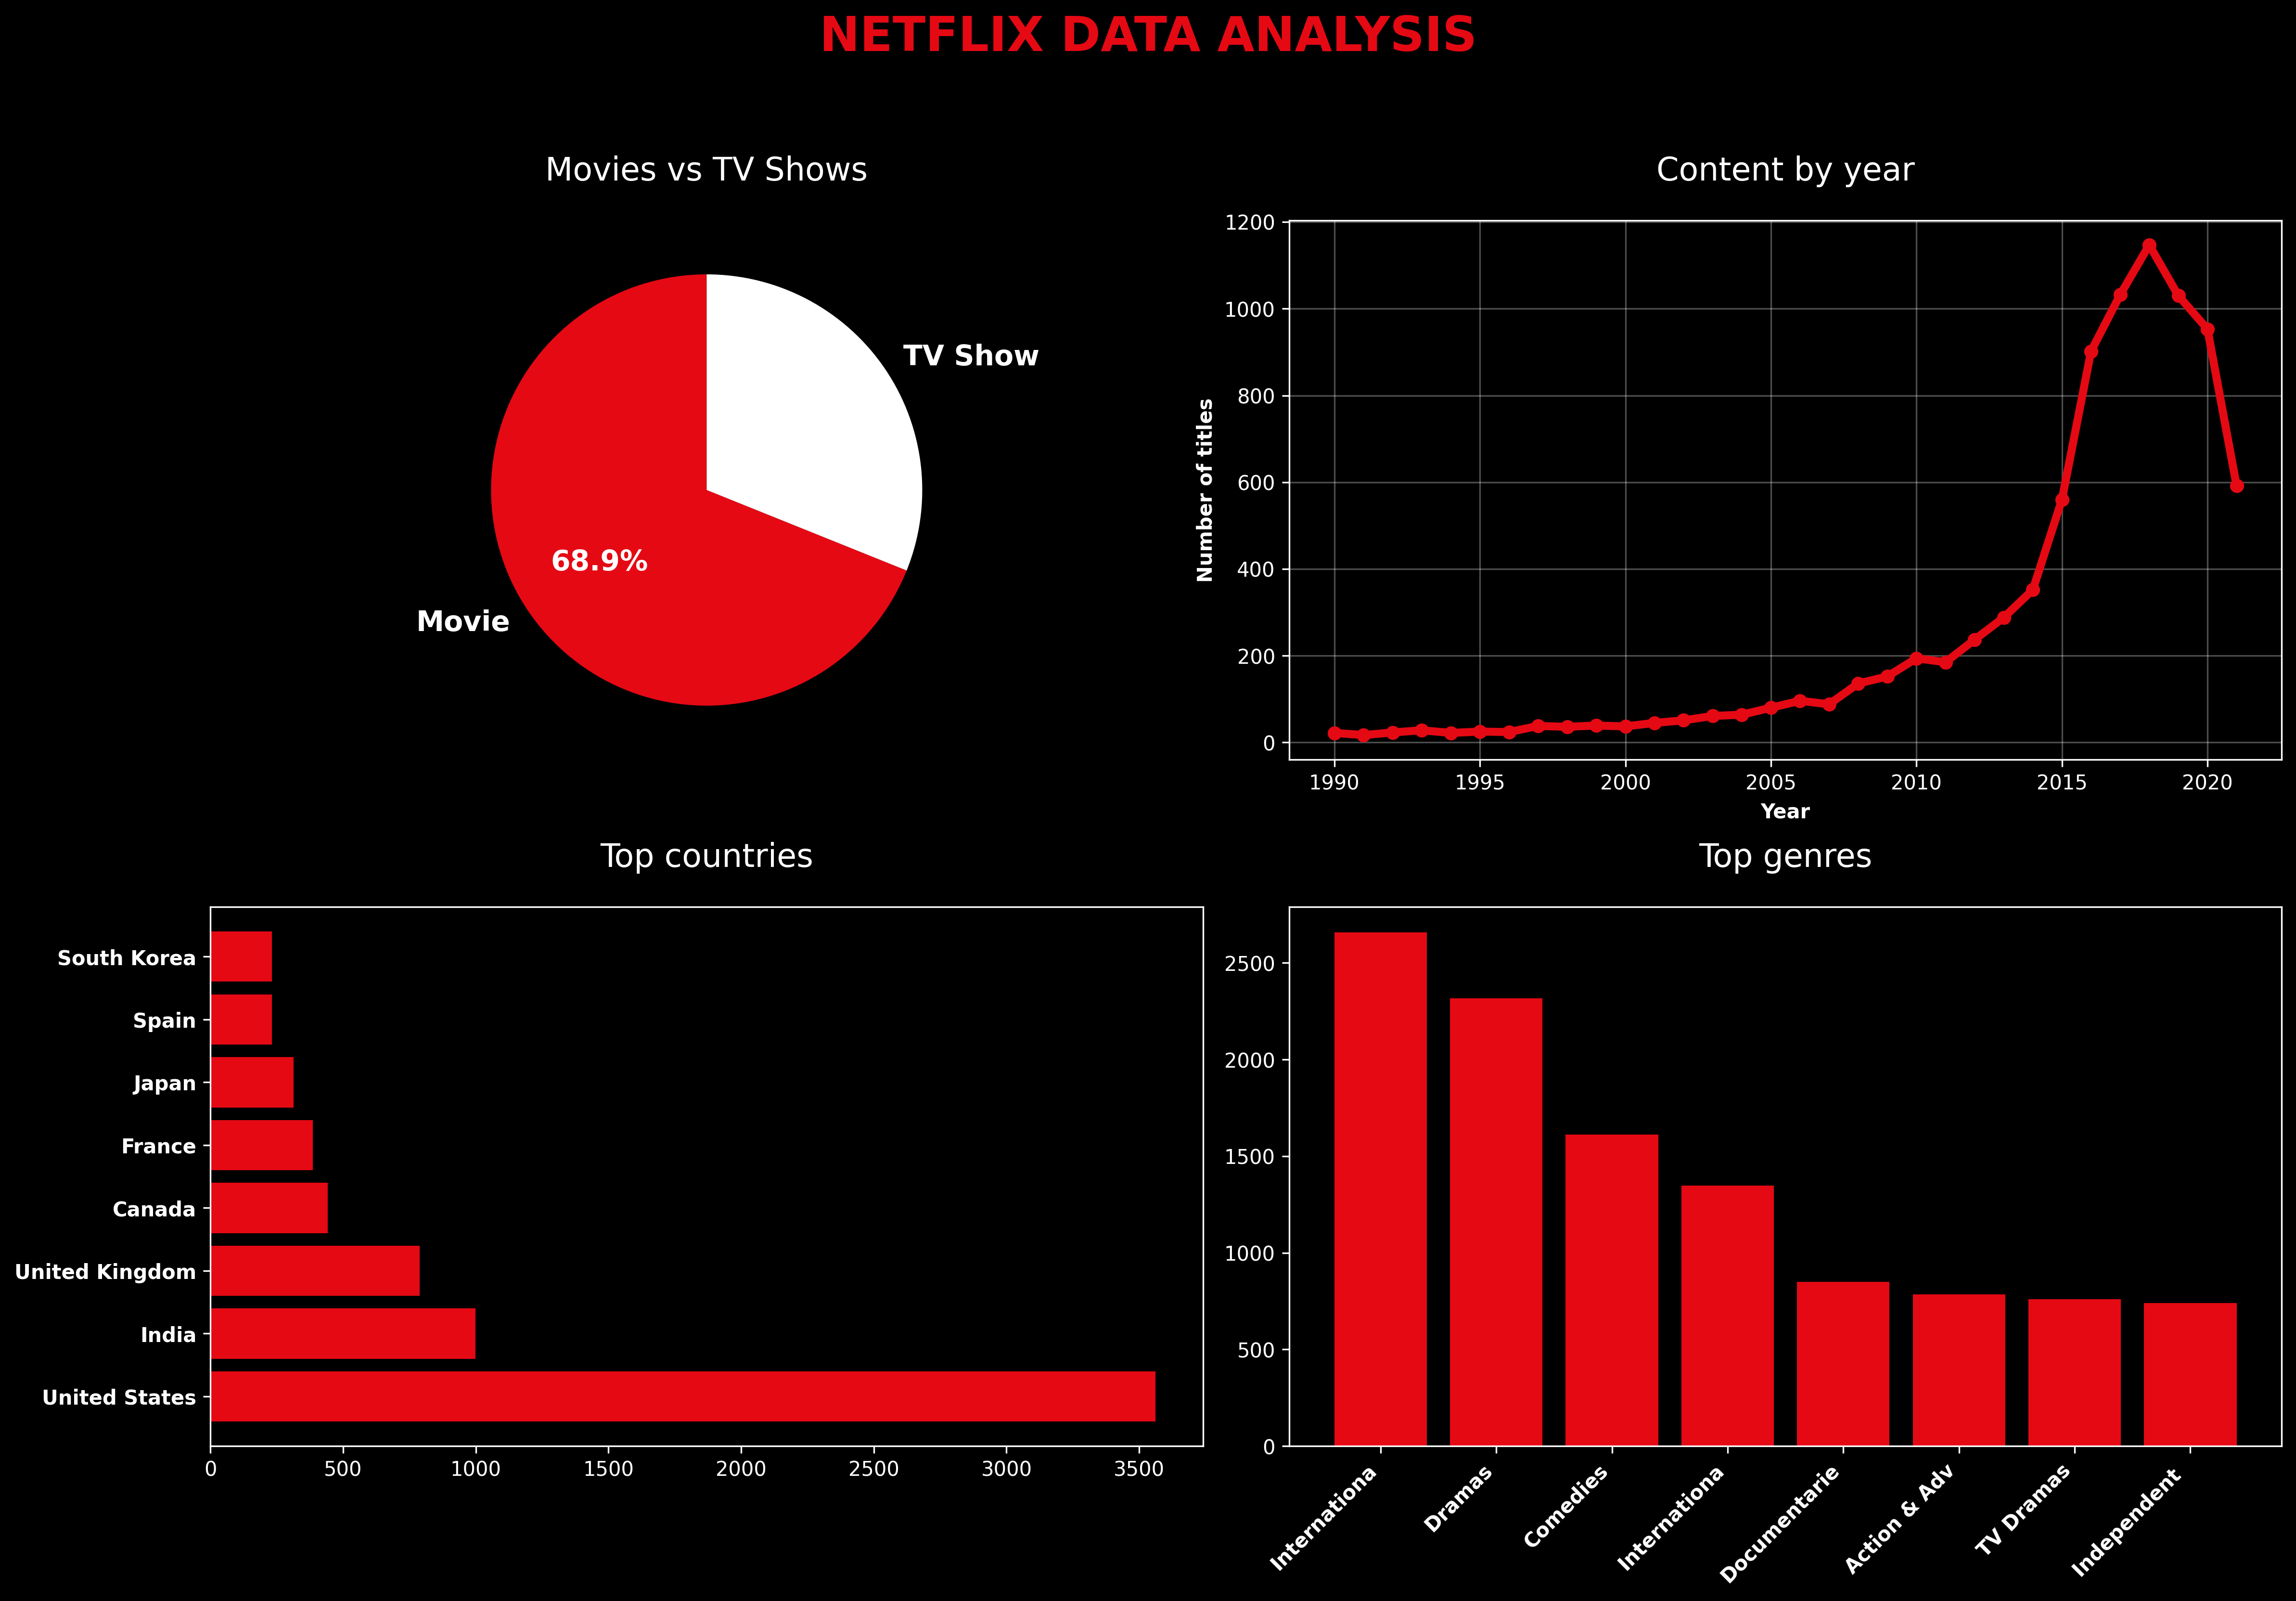 NETFLIX DATA ANALYSIS
Movies vs TV Shows
TV Show
68.9%
Movie
Content by year
1200
1000
800
600
400
200
0
Number of titles
1990 1995 2000 2005 2010 2015 2020
Year
Top countries
South Korea
Spain
Japan
France
Canada
United Kingdom
India
United States
0 500 1000 1500 2000 2500 3000 3500
Top genres
2500
2000
1500
1000
500
0
Internationa
Dramas
Comedies
Internationa
Documentarie
Action & Adv
TV Dramas
Independent